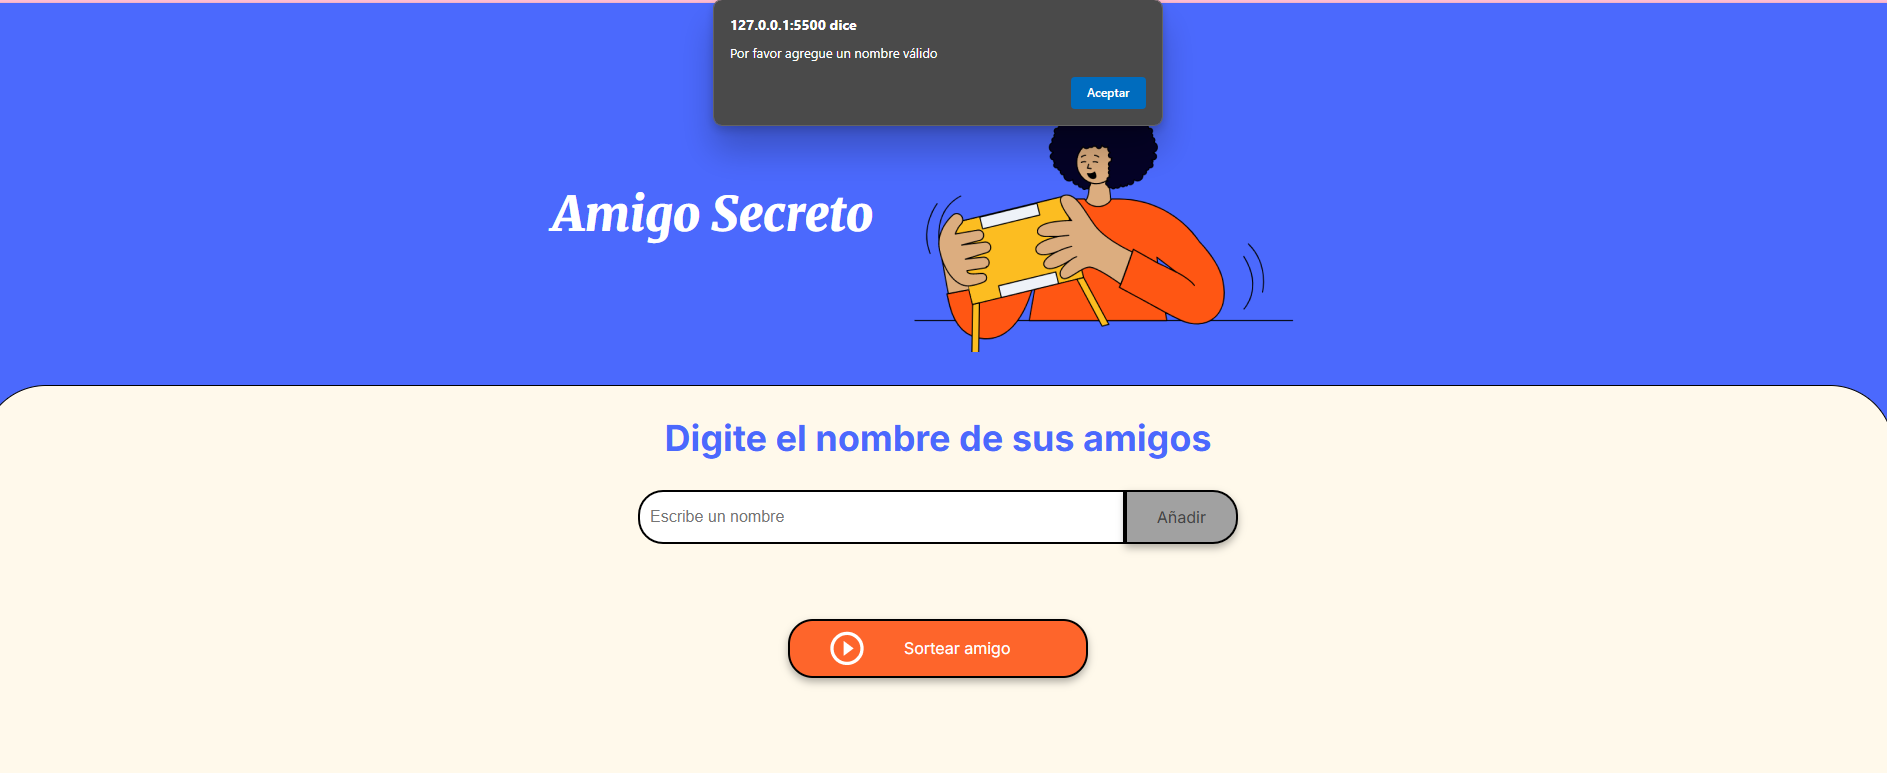 127.0.0.1:5500 dice
Por favor agregue un nombre válido
Aceptar
Amigo Secreto
Digite el nombre de sus amigos
Escribe un nombre
Añadir
Sortear amigo